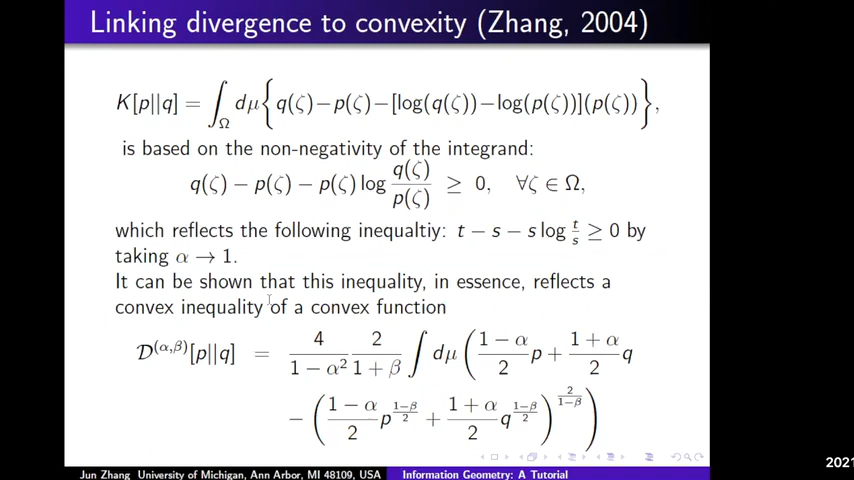 Linking divergence to convexity (Zhang, 2004)
K[p||q] = ∫_Ω dμ { q(ζ) − p(ζ) − [log(q(ζ)) − log(p(ζ))](p(ζ)) },
is based on the non-negativity of the integrand:
q(ζ) − p(ζ) − p(ζ) log q(ζ)/p(ζ) ≥ 0, ∀ζ ∈ Ω,
which reflects the following inequaltiy: t − s − s log t/s ≥ 0 by
taking α → 1.
It can be shown that this inequality, in essence, reflects a
convex inequality of a convex function
𝒟^(α,β)[p||q] = 4/(1 − α²) 2/(1 + β) ∫ dμ ( (1 − α)/2 p + (1 + α)/2 q
− ( (1 − α)/2 p^((1−β)/2) + (1 + α)/2 q^((1−β)/2) )^(2/(1−β)) )
2021
Jun Zhang University of Michigan, Ann Arbor, MI 48109, USA Information Geometry: A Tutorial